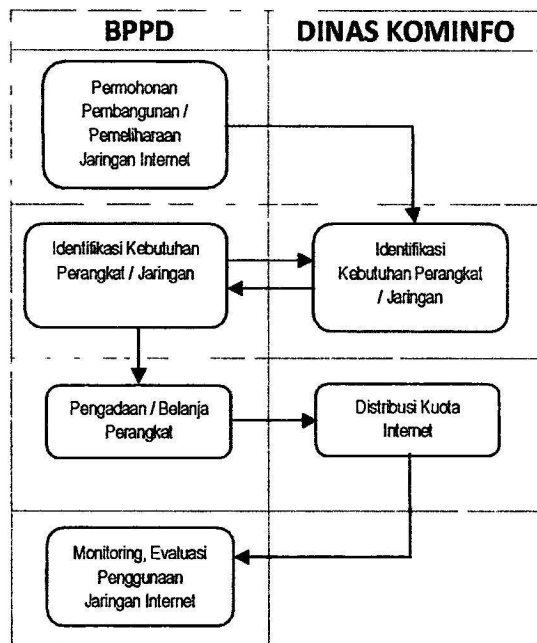 BPPD
DINAS KOMINFO
Permohonan
Pembangunan /
Pemeliharaan
Jaringan Internet
Identifikasi Kebutuhan
Perangkat / Jaringan
Identifikasi
Kebutuhan Perangkat
/ Jaringan
Pengadaan / Belanja
Perangkat
Distribusi Kuota
Internet
Monitoring, Evaluasi
Penggunaan
Jaringan Internet